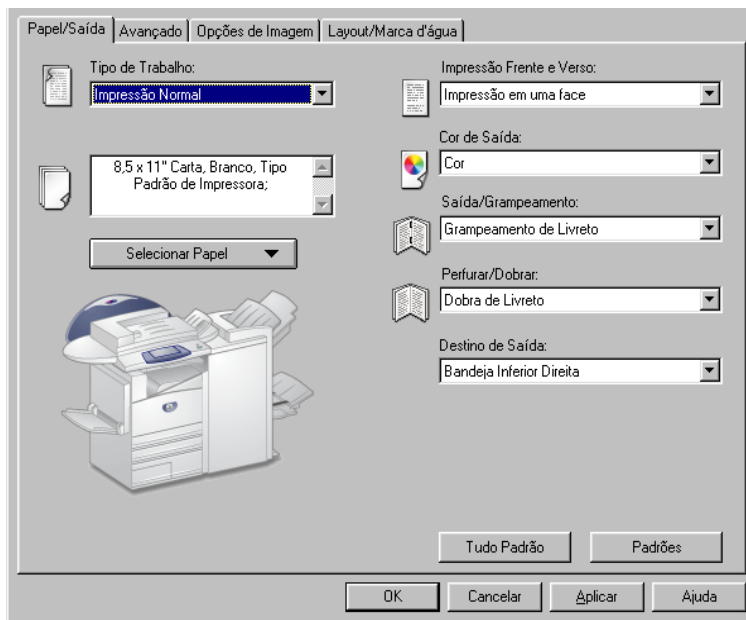 Papel/Saída
Avançado
Opções de Imagem
Layout/Marca d'água
Tipo de Trabalho:
Impressão Normal
8,5 x 11" Carta, Branco, Tipo
Padrão de Impressora;
Selecionar Papel
Impressão Frente e Verso:
Impressão em uma face
Cor de Saída:
Cor
Saída/Grampeamento:
Grampeamento de Livreto
Perfurar/Dobrar:
Dobra de Livreto
Destino de Saída:
Bandeja Inferior Direita
Tudo Padrão
Padrões
OK
Cancelar
Aplicar
Ajuda